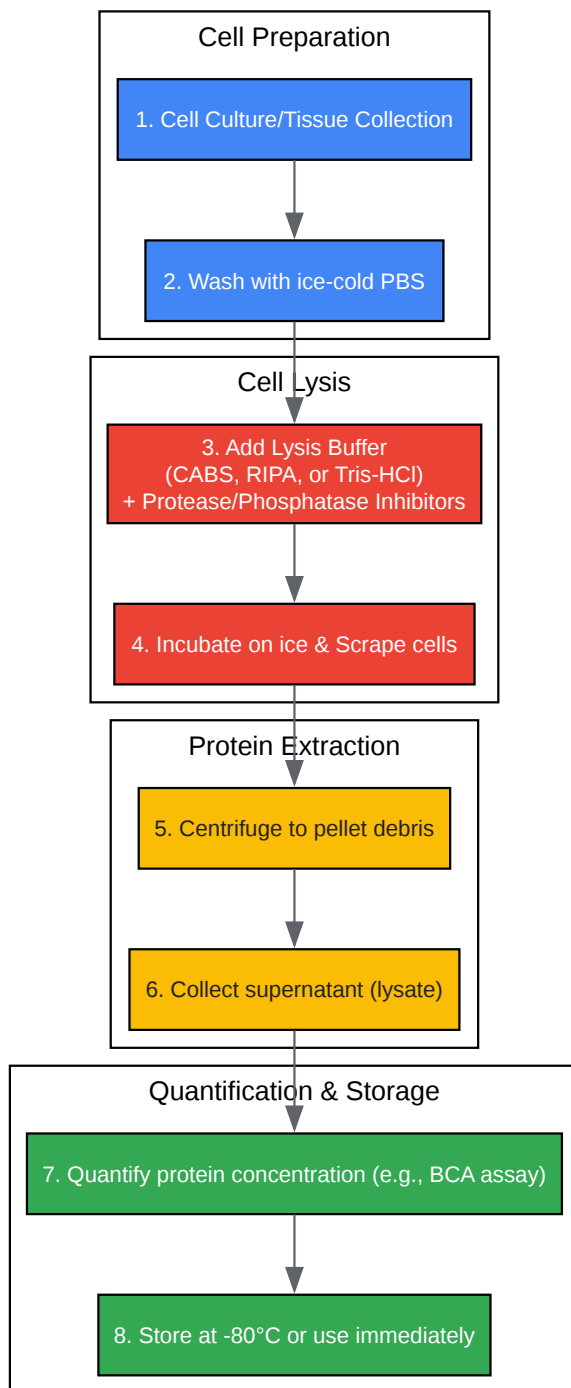 Cell Preparation
1. Cell Culture/Tissue Collection
2. Wash with ice-cold PBS
Cell Lysis
3. Add Lysis Buffer
(CABS, RIPA, or Tris-HCl)
+ Protease/Phosphatase Inhibitors
4. Incubate on ice & Scrape cells
Protein Extraction
5. Centrifuge to pellet debris
6. Collect supernatant (lysate)
Quantification & Storage
7. Quantify protein concentration (e.g., BCA assay)
8. Store at -80°C or use immediately